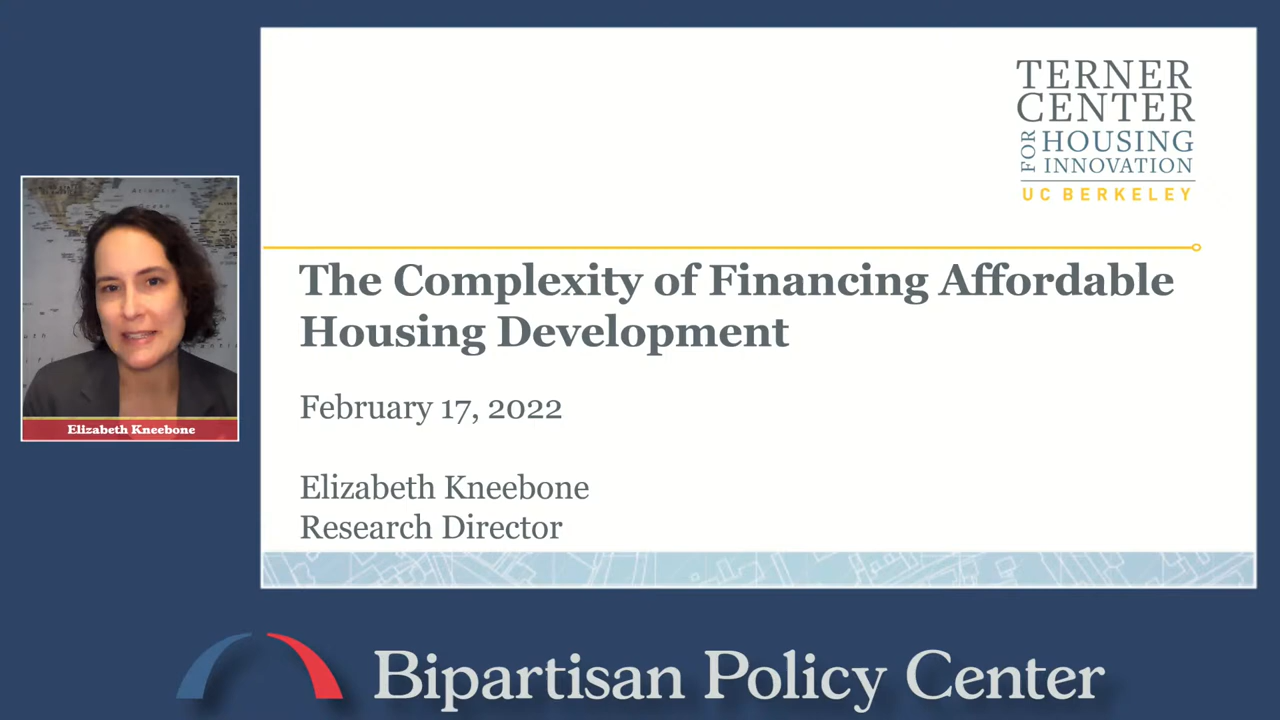 TERNER
CENTER
FOR HOUSING
INNOVATION
UC BERKELEY
The Complexity of Financing Affordable
Housing Development
February 17, 2022
Elizabeth Kneebone
Research Director
Elizabeth Kneebone
Bipartisan Policy Center